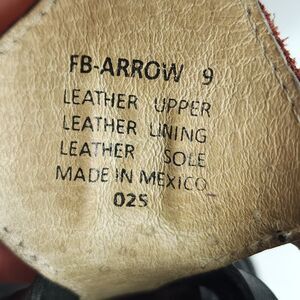 FB-ARROW 9
LEATHER UPPER
LEATHER LINING
LEATHER SOLE
MADE IN MEXICO
025